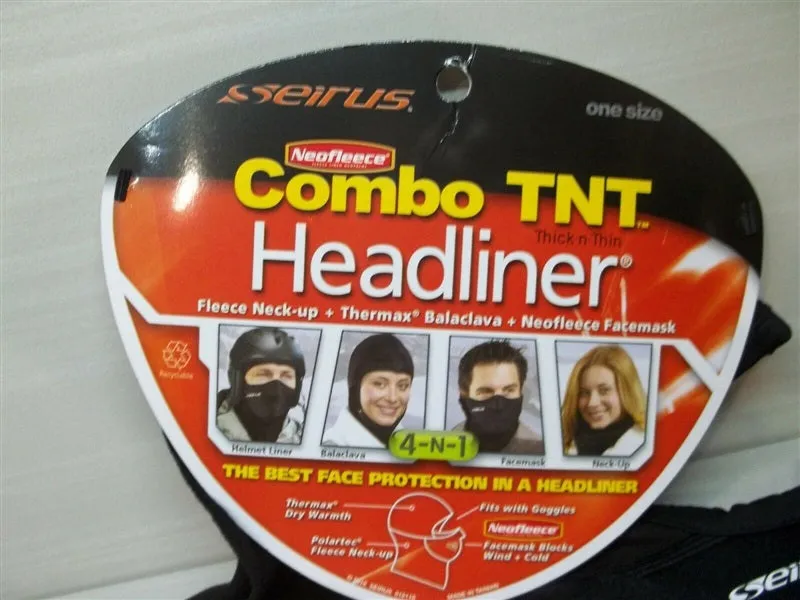 seirus®
one size
Neofleece®
Combo TNT™
Thick n Thin
Headliner®
Fleece Neck-up + Thermax® Balaclava + Neofleece Facemask
Recyclable
Helmet Liner
Balaclava
Facemask
Neck-Up
4-N-1
THE BEST FACE PROTECTION IN A HEADLINER
Thermax®
Dry Warmth
Fits with Goggles
Neofleece®
Polartec®
Fleece Neck-up
Facemask Blocks
Wind + Cold
SEIRUS
MADE IN TAIWAN
seirus